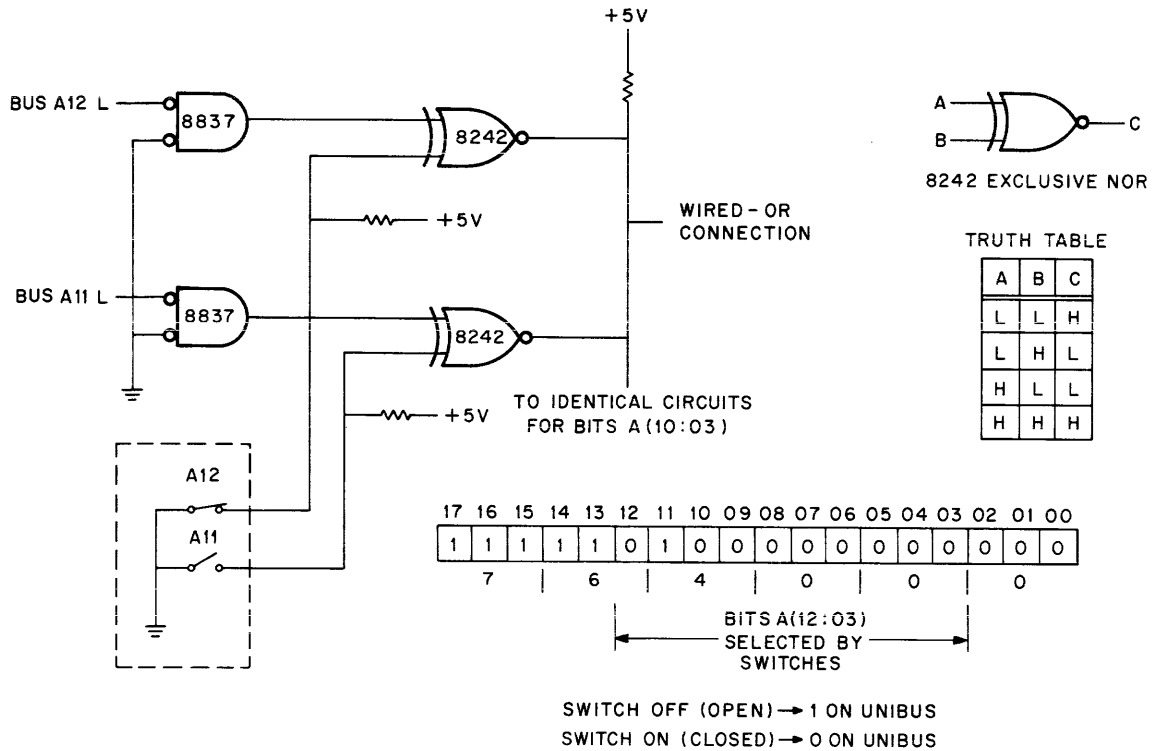 +5V
BUS A12 L
8837
8242
A
B
C
8242 EXCLUSIVE NOR
+5V
WIRED-OR
CONNECTION
TRUTH TABLE
A B C
L L H
L H L
H L L
H H H
BUS A11 L
8837
8242
+5V
TO IDENTICAL CIRCUITS
FOR BITS A(10:03)
A12
A11
17 16 15 14 13 12 11 10 09 08 07 06 05 04 03 02 01 00
1 1 1 1 1 0 1 0 0 0 0 0 0 0 0 0 0 0
7 6 4 0 0 0
BITS A(12:03)
SELECTED BY
SWITCHES
SWITCH OFF (OPEN)→ 1 ON UNIBUS
SWITCH ON (CLOSED)→ 0 ON UNIBUS